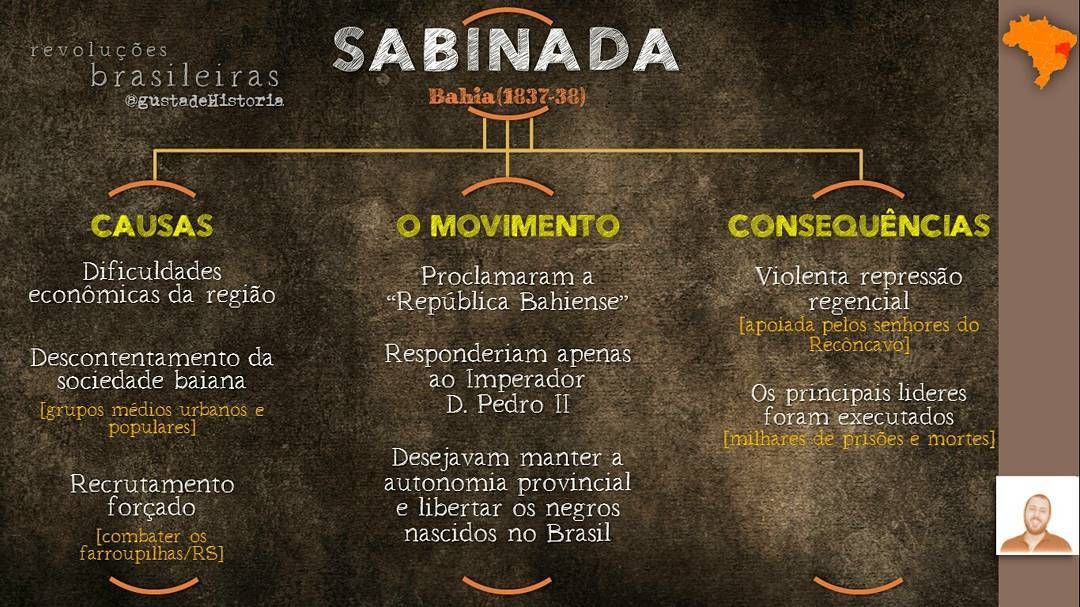 revoluções
brasileiras
@gustadeHistoria
SABINADA
Bahia(1837-38)
CAUSAS
Dificuldades
econômicas da região
Descontentamento da
sociedade baiana
[grupos médios urbanos e
populares]
Recrutamento
forçado
[combater os
farroupilhas/RS]
O MOVIMENTO
Proclamaram a
“República Bahiense”
Responderiam apenas
ao Imperador
D. Pedro II
Desejavam manter a
autonomia provincial
e libertar os negros
nascidos no Brasil
CONSEQUÊNCIAS
Violenta repressão
regencial
[apoiada pelos senhores do
Recôncavo]
Os principais líderes
foram executados
[milhares de prisões e mortes]